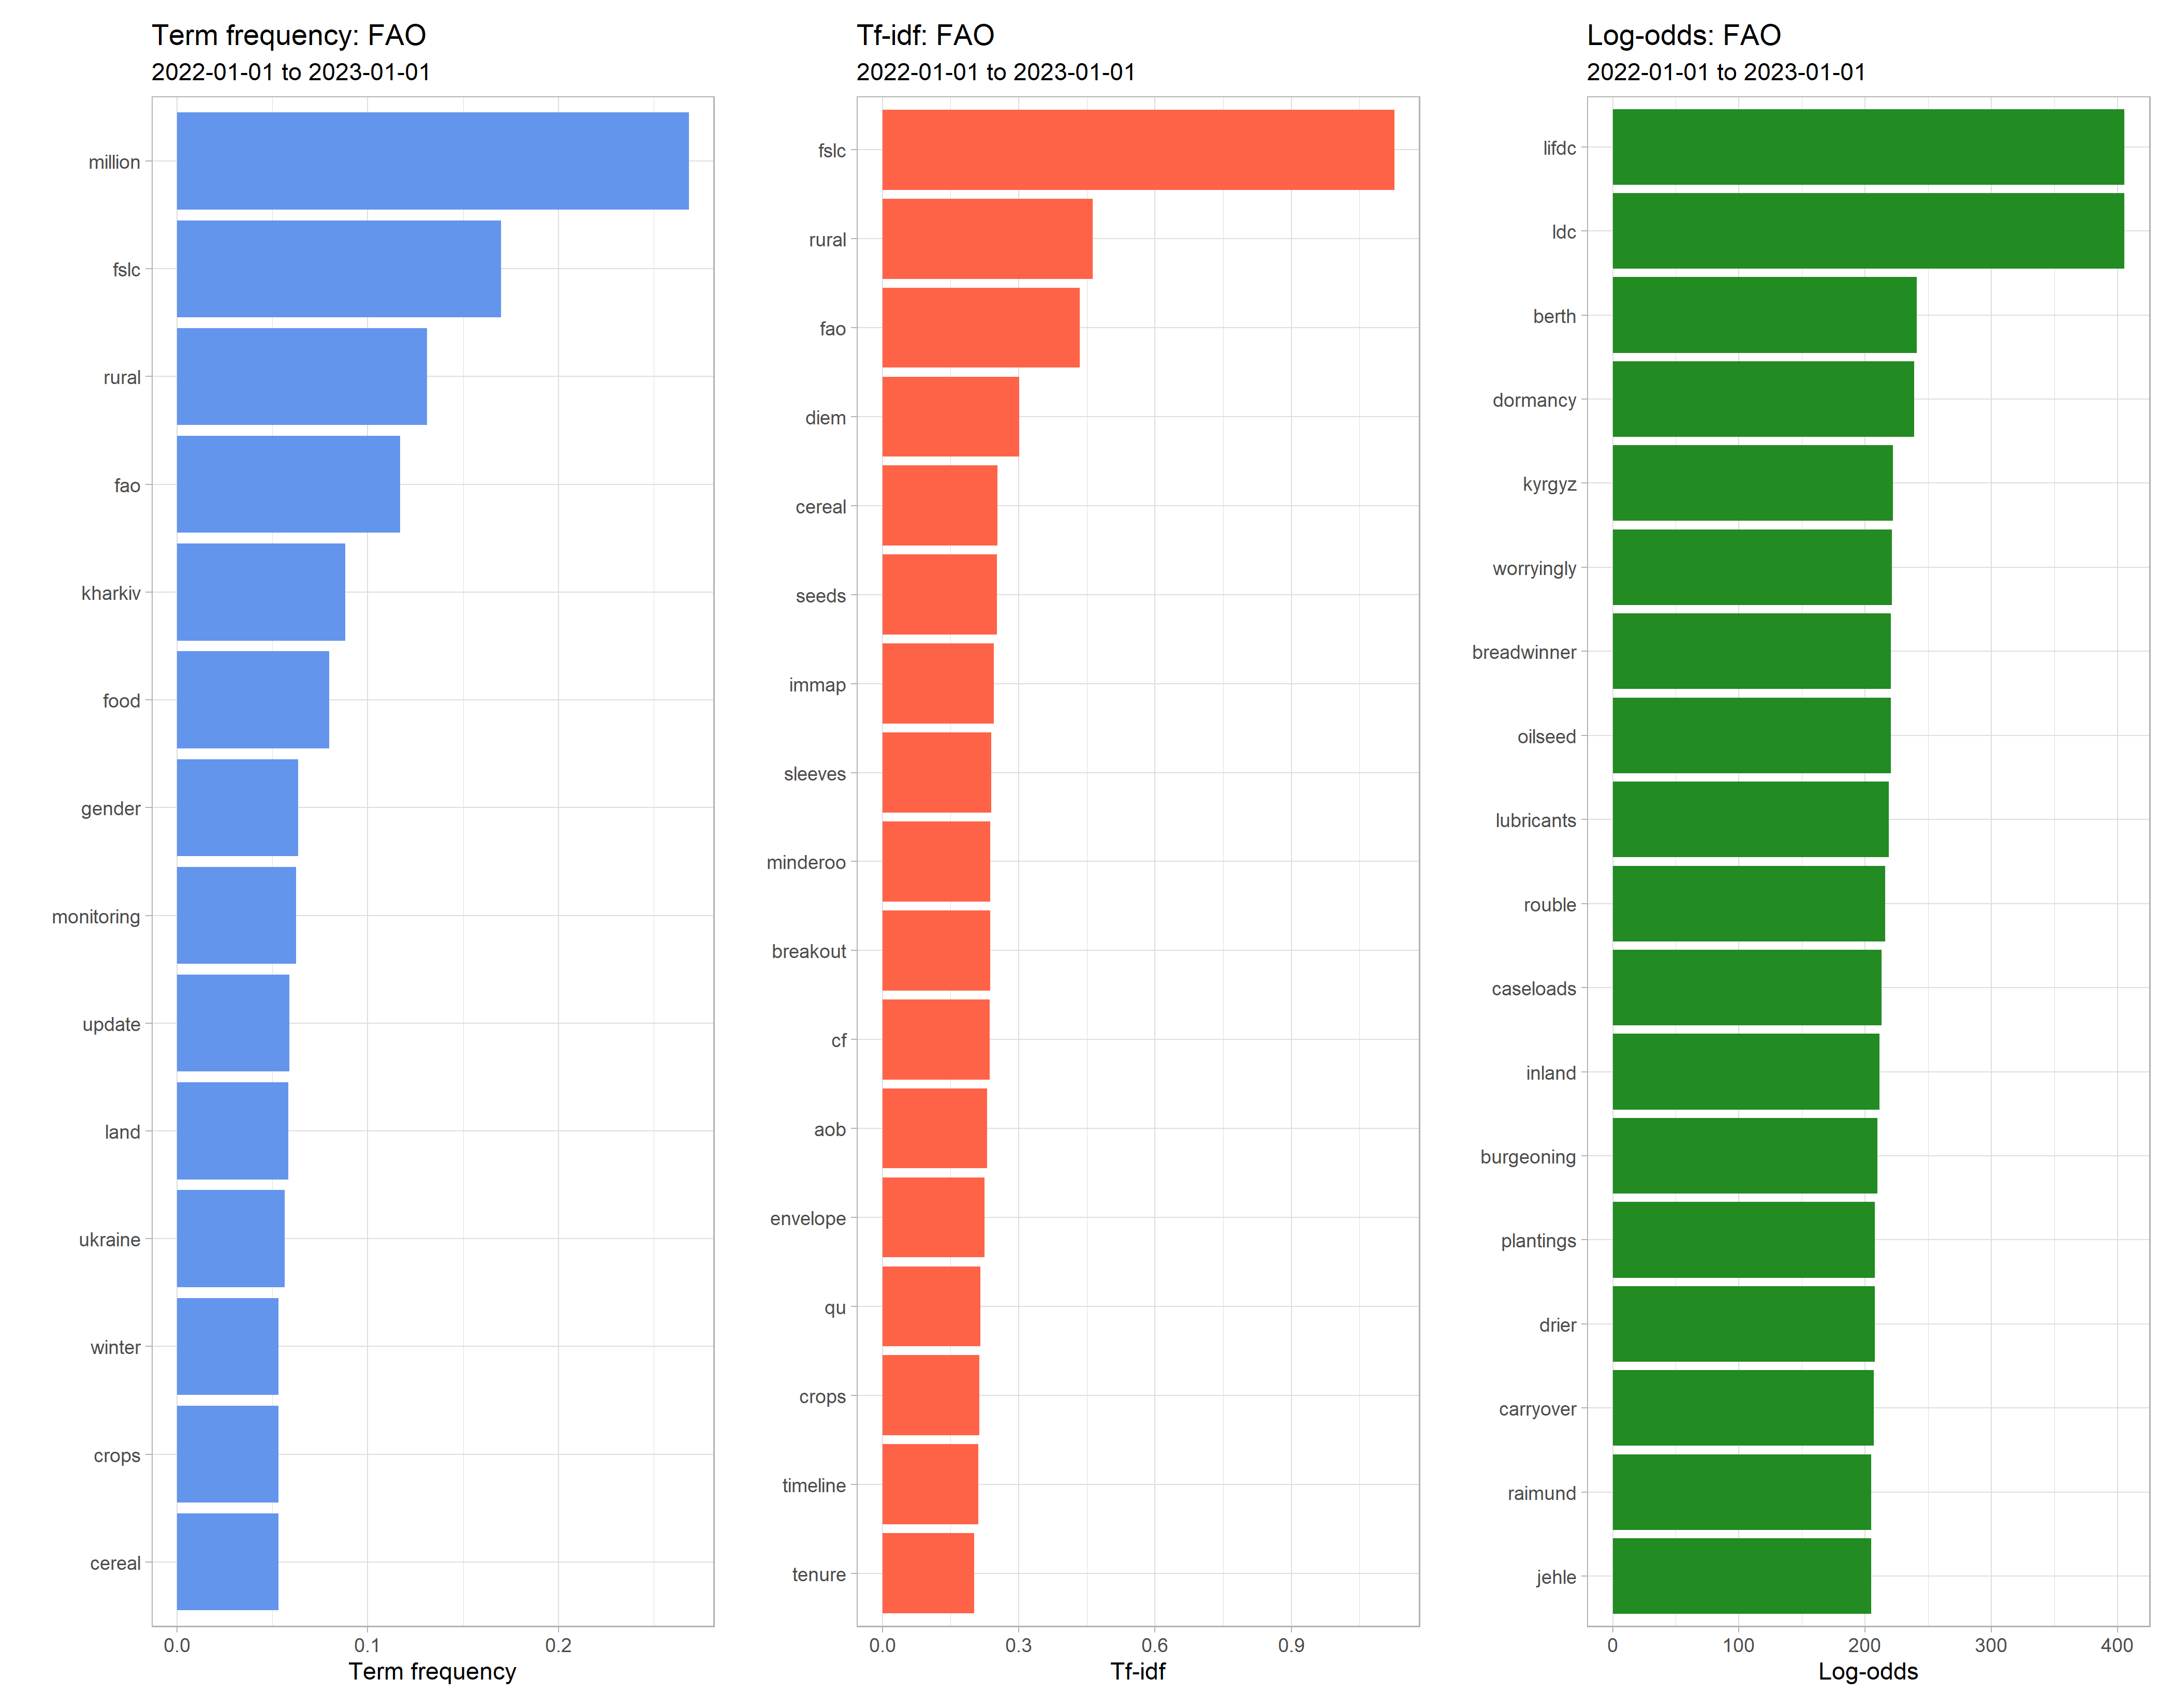 Term frequency: FAO
2022-01-01 to 2023-01-01
million
fslc
rural
fao
kharkiv
food
gender
monitoring
update
land
ukraine
winter
crops
cereal
0.0 0.1 0.2
Term frequency
Tf-idf: FAO
2022-01-01 to 2023-01-01
fslc
rural
fao
diem
cereal
seeds
immap
sleeves
minderoo
breakout
cf
aob
envelope
qu
crops
timeline
tenure
0.0 0.3 0.6 0.9
Tf-idf
Log-odds: FAO
2022-01-01 to 2023-01-01
lifdc
ldc
berth
dormancy
kyrgyz
worryingly
breadwinner
oilseed
lubricants
rouble
caseloads
inland
burgeoning
plantings
drier
carryover
raimund
jehle
0 100 200 300 400
Log-odds